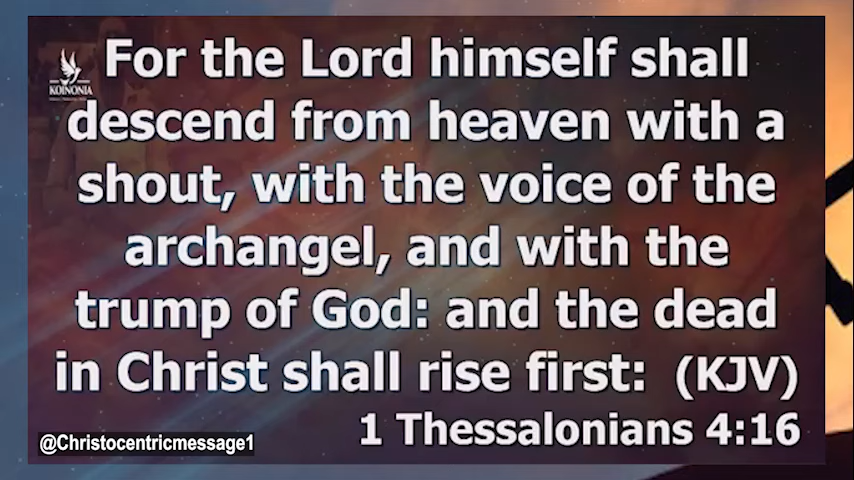 For the Lord himself shall
descend from heaven with a
shout, with the voice of the
archangel, and with the
trump of God: and the dead
in Christ shall rise first: (KJV)
1 Thessalonians 4:16
KOINONIA
@Christocentricmessage1